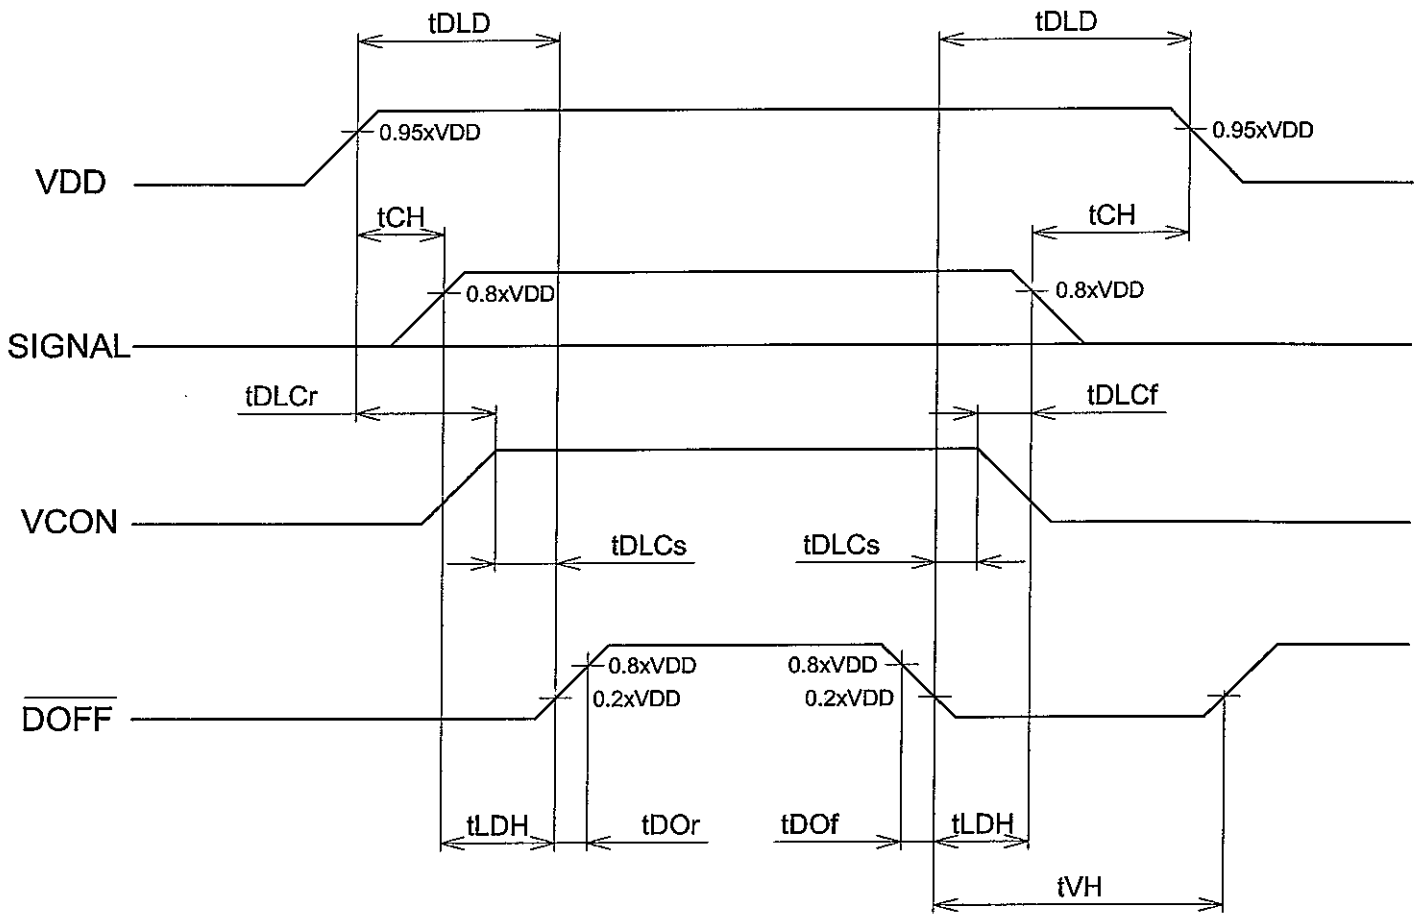 tDLD tDLD
0.95xVDD 0.95xVDD
VDD
tCH tCH
0.8xVDD 0.8xVDD
SIGNAL
tDLCr tDLCf
VCON
tDLCs tDLCs
0.8xVDD 0.8xVDD
0.2xVDD 0.2xVDD
DOFF
tLDH tDOr tDOf tLDH
tVH